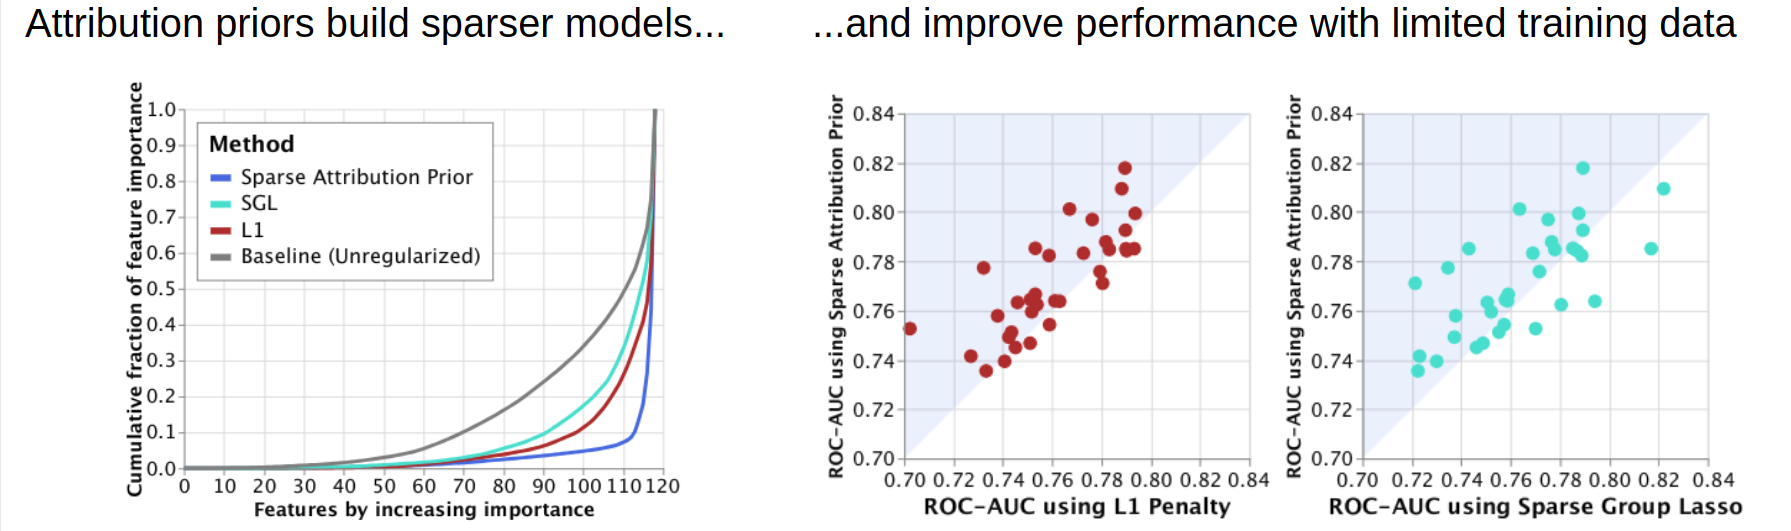 Attribution priors build sparser models...
...and improve performance with limited training data
Cumulative fraction of feature importance
1.0
0.9
0.8
0.7
0.6
0.5
0.4
0.3
0.2
0.1
0.0
Method
Sparse Attribution Prior
SGL
L1
Baseline (Unregularized)
0 10 20 30 40 50 60 70 80 90 100 110 120
Features by increasing importance
ROC-AUC using Sparse Attribution Prior
0.84
0.82
0.80
0.78
0.76
0.74
0.72
0.70
0.70 0.72 0.74 0.76 0.78 0.80 0.82 0.84
ROC-AUC using L1 Penalty
ROC-AUC using Sparse Attribution Prior
0.84
0.82
0.80
0.78
0.76
0.74
0.72
0.70
0.70 0.72 0.74 0.76 0.78 0.80 0.82 0.84
ROC-AUC using Sparse Group Lasso